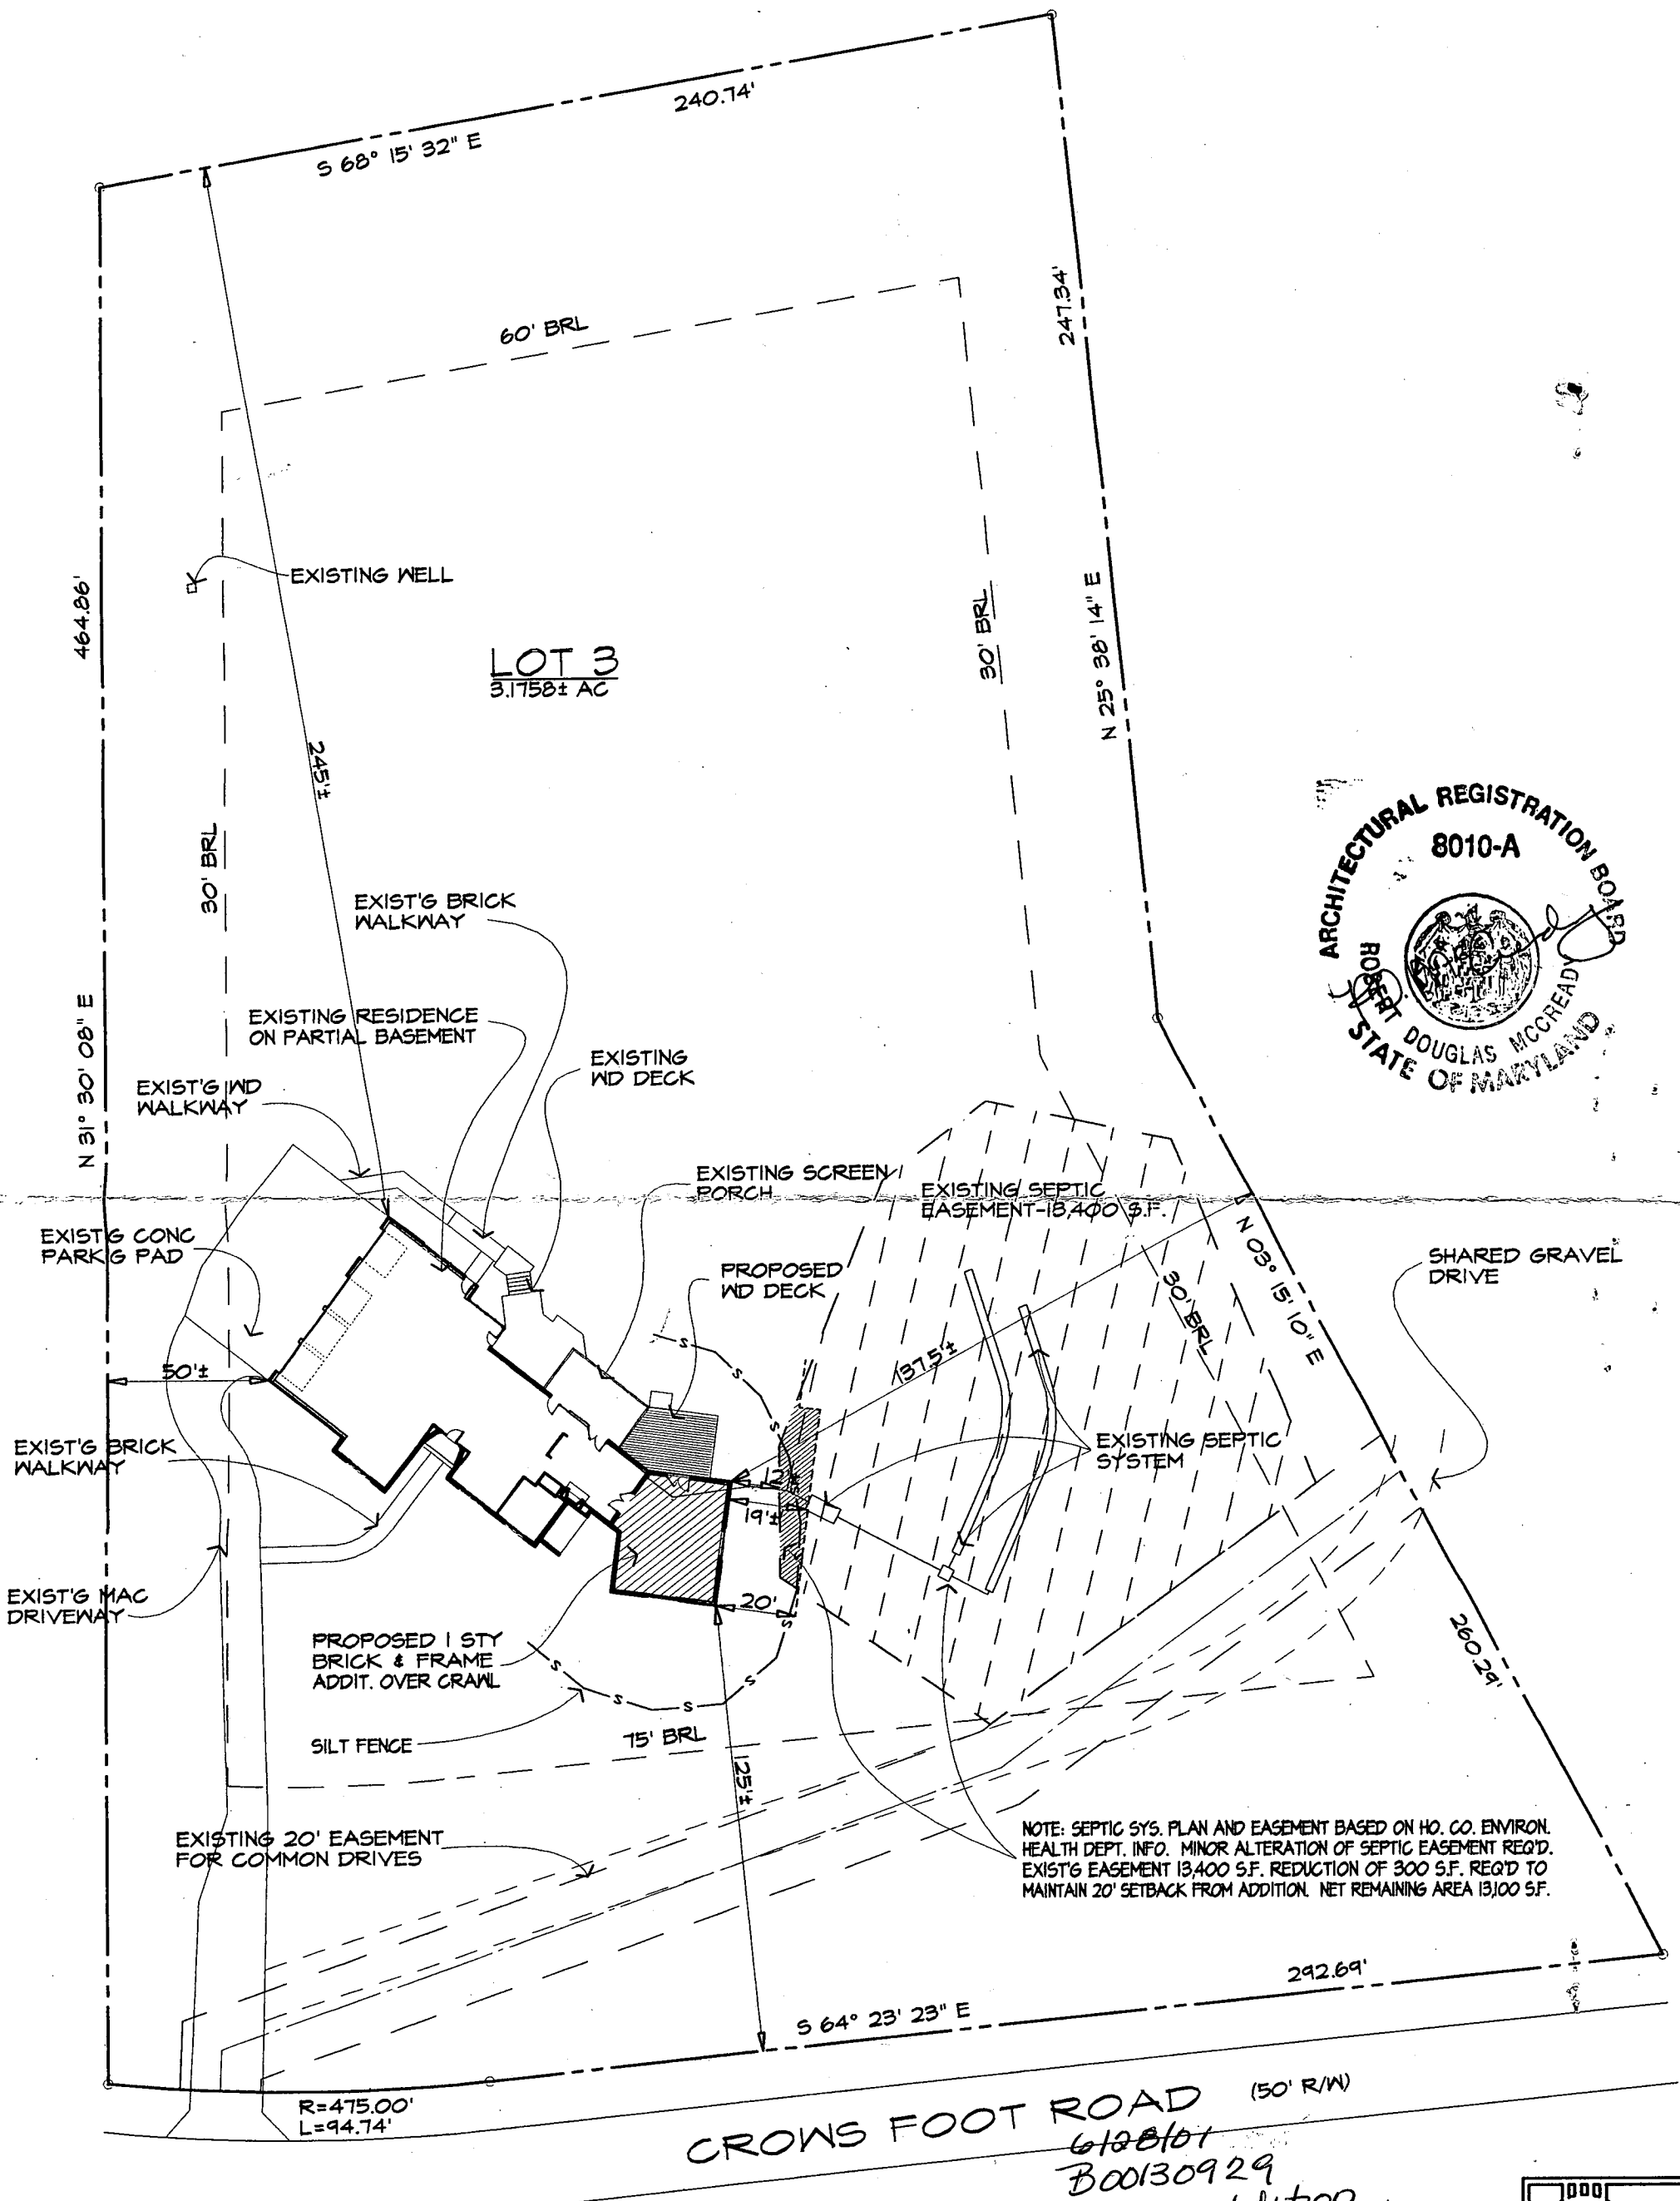 240.74'
S 68° 15' 32" E
247.34'
60' BRL
464.86'
EXISTING WELL
30' BRL
N 25° 38' 14" E
LOT 3
3.1758± AC
245'±
30' BRL
ARCHITECTURAL REGISTRATION BOARD
8010-A
ROBERT DOUGLAS MCCREADY
STATE OF MARYLAND
EXIST'G BRICK
WALKWAY
N 31° 30' 08" E
EXISTING RESIDENCE
ON PARTIAL BASEMENT
EXISTING
WD DECK
EXIST'G WD
WALKWAY
EXISTING SCREEN
PORCH
EXISTING SEPTIC
EASEMENT-13,400 S.F.
EXIST'G CONC
PARK'G PAD
N 03° 15' 10" E
SHARED GRAVEL
DRIVE
PROPOSED
WD DECK
30' BRL
50'±
137.5'±
EXIST'G BRICK
WALKWAY
EXISTING SEPTIC
SYSTEM
12'±
19'±
EXIST'G MAC
DRIVEWAY
20'
PROPOSED 1 STY
BRICK & FRAME
ADDIT. OVER CRAWL
260.29'
S
S
S
S
S
S
S
S
S
SILT FENCE
75' BRL
125'±
EXISTING 20' EASEMENT
FOR COMMON DRIVES
NOTE: SEPTIC SYS. PLAN AND EASEMENT BASED ON HO. CO. ENVIRON.
HEALTH DEPT. INFO. MINOR ALTERATION OF SEPTIC EASEMENT REQ'D.
EXIST'G EASEMENT 13,400 S.F. REDUCTION OF 300 S.F. REQ'D TO
MAINTAIN 20' SETBACK FROM ADDITION. NET REMAINING AREA 13,100 S.F.
292.69'
S 64° 23' 23" E
R=475.00'
L=94.74'
CROWS FOOT ROAD (50' R/W)
6/28/01
B00130929